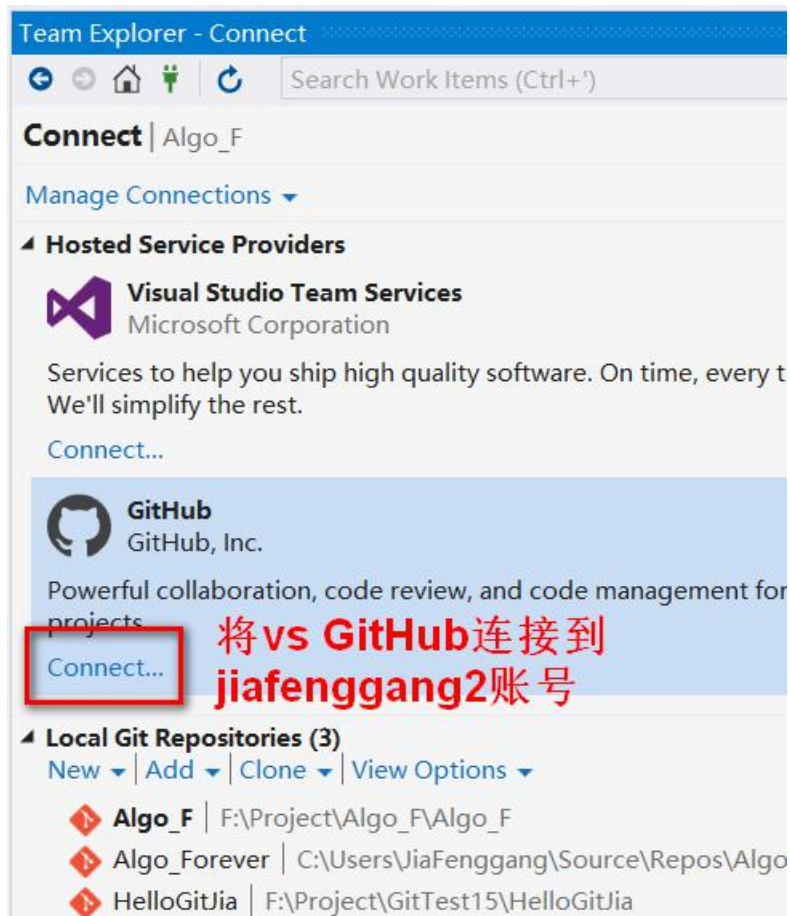 Team Explorer - Connect
Search Work Items (Ctrl+')
Connect | Algo_F
Manage Connections
Hosted Service Providers
Visual Studio Team Services
Microsoft Corporation
Services to help you ship high quality software. On time, every t
We'll simplify the rest.
Connect...
GitHub
GitHub, Inc.
Powerful collaboration, code review, and code management for
projects
将vs GitHub连接到
Connect...
jiafenggang2账号
Local Git Repositories (3)
New | Add | Clone | View Options
Algo_F | F:\Project\Algo_F\Algo_F
Algo_Forever | C:\Users\JiaFenggang\Source\Repos\Algo
HelloGitJia | F:\Project\GitTest15\HelloGitJia